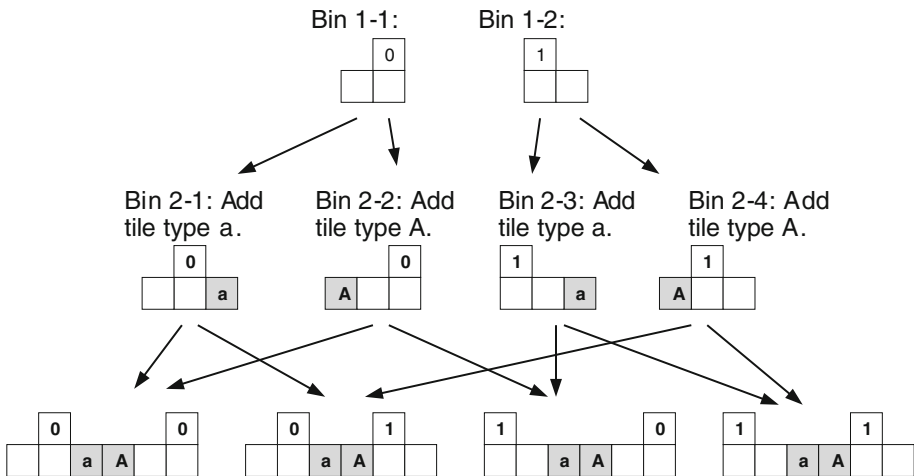 Bin 1-1: Bin 1-2:
0 1
Bin 2-1: Add Bin 2-2: Add Bin 2-3: Add Bin 2-4: Add
tile type a. tile type A. tile type a. tile type A.
0 0 1 1
a A a A
0 0 0 1 1 0 1 1
a A a A a A a A